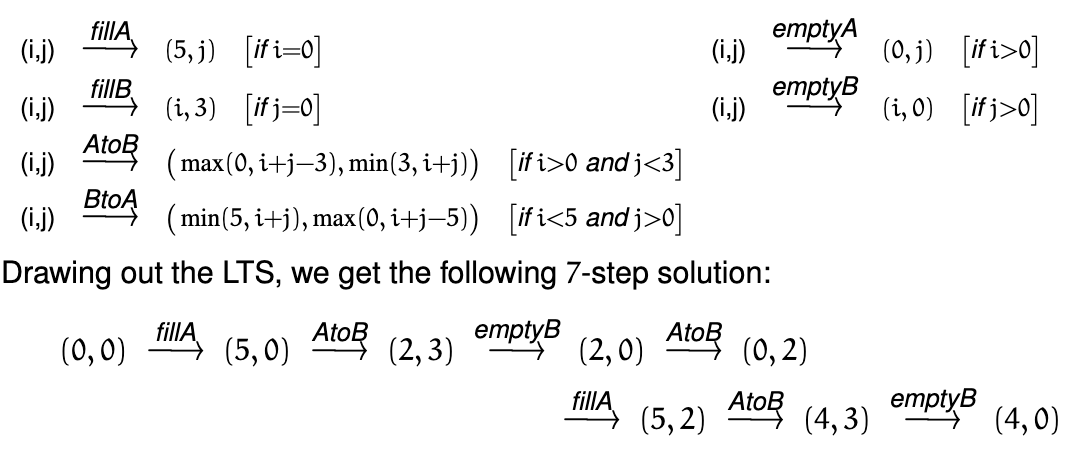 (i,j) fillA → (5, j) [if i=0] (i,j) emptyA → (0, j) [if i>0]
(i,j) fillB → (i, 3) [if j=0] (i,j) emptyB → (i, 0) [if j>0]
(i,j) AtoB → (max(0, i+j−3), min(3, i+j)) [if i>0 and j<3]
(i,j) BtoA → (min(5, i+j), max(0, i+j−5)) [if i<5 and j>0]
Drawing out the LTS, we get the following 7-step solution:
(0, 0) fillA → (5, 0) AtoB → (2, 3) emptyB → (2, 0) AtoB → (0, 2)
fillA → (5, 2) AtoB → (4, 3) emptyB → (4, 0)